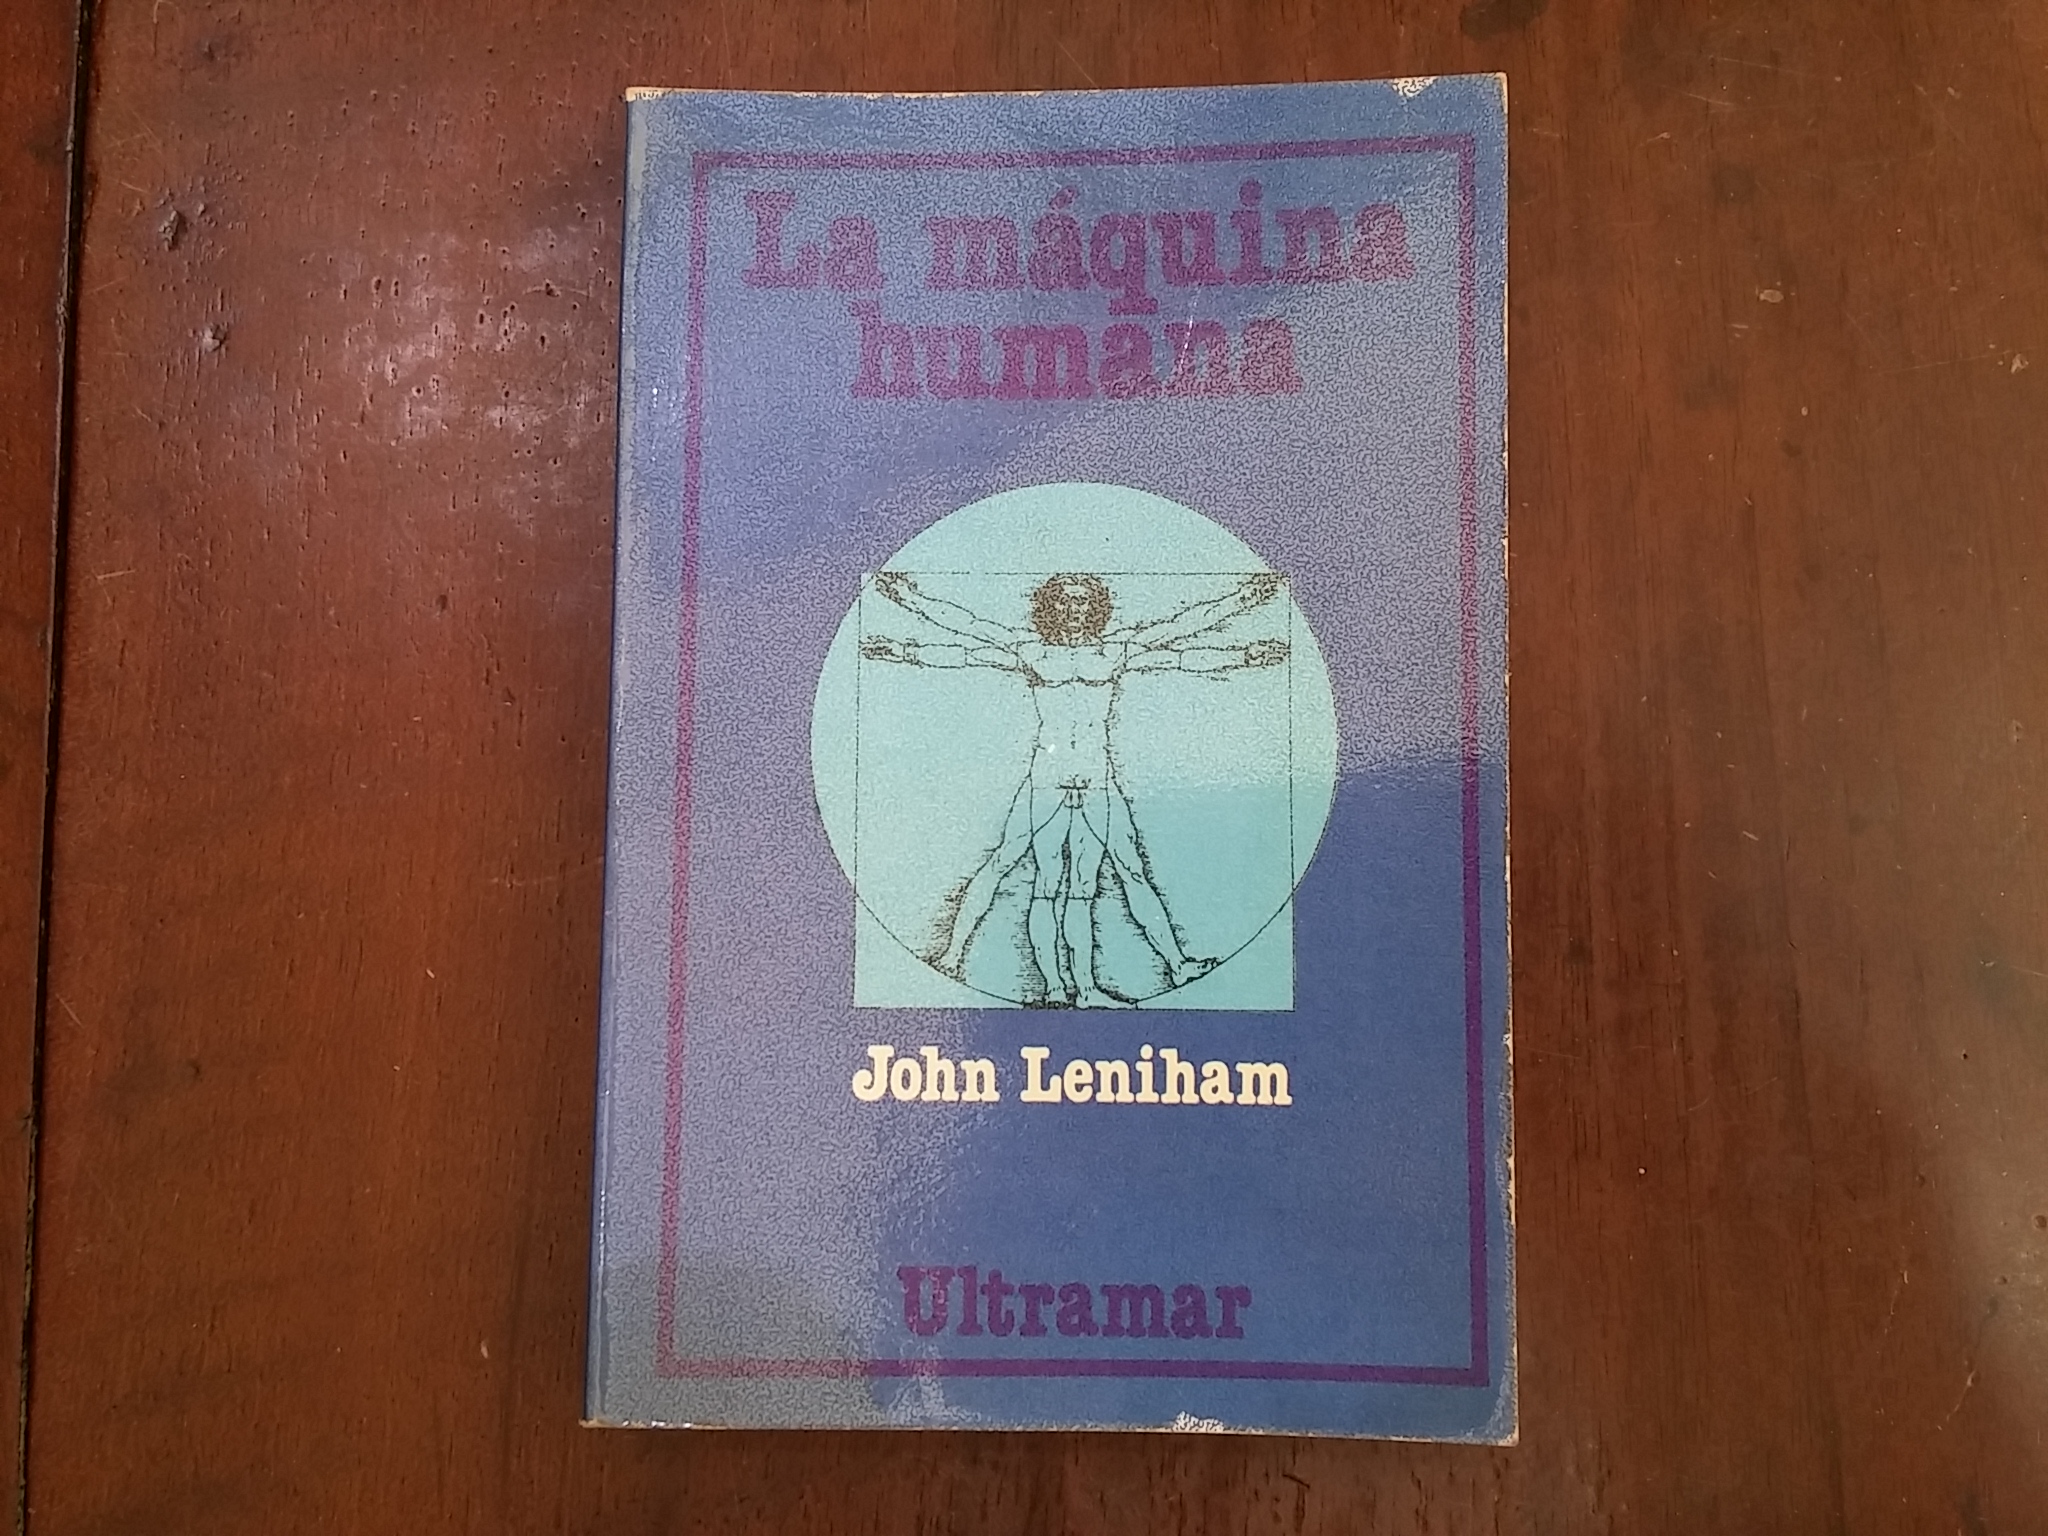 La máquina
humana
John Leniham
Ultramar